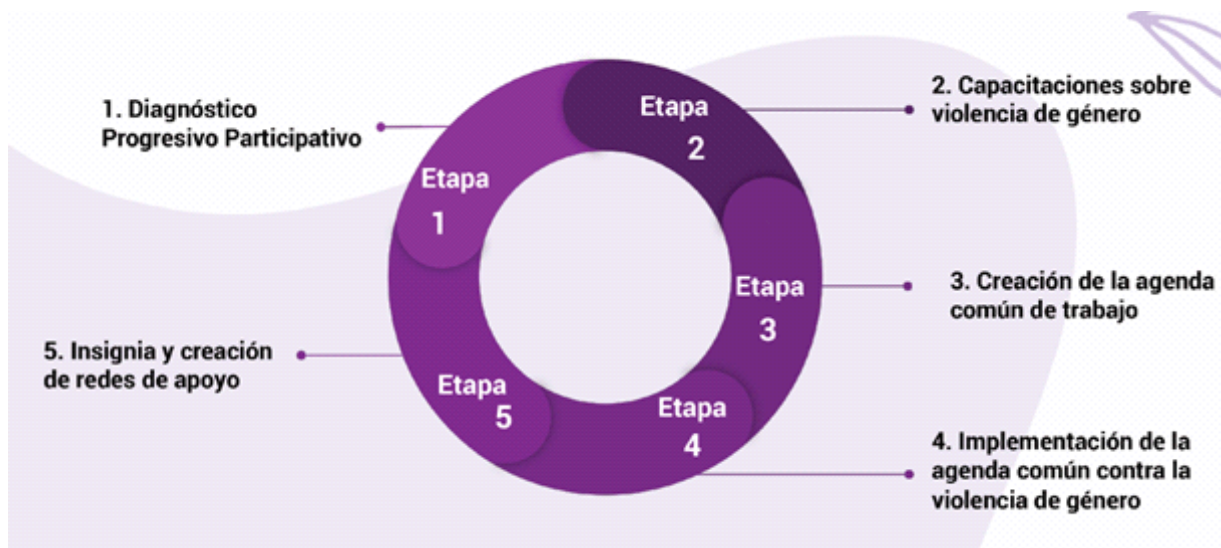 1. Diagnóstico
Progresivo Participativo
Etapa
1
2. Capacitaciones sobre
violencia de género
Etapa
2
3. Creación de la agenda
común de trabajo
Etapa
3
4. Implementación de la
agenda común contra la
violencia de género
Etapa
4
5. Insignia y creación
de redes de apoyo
Etapa
5